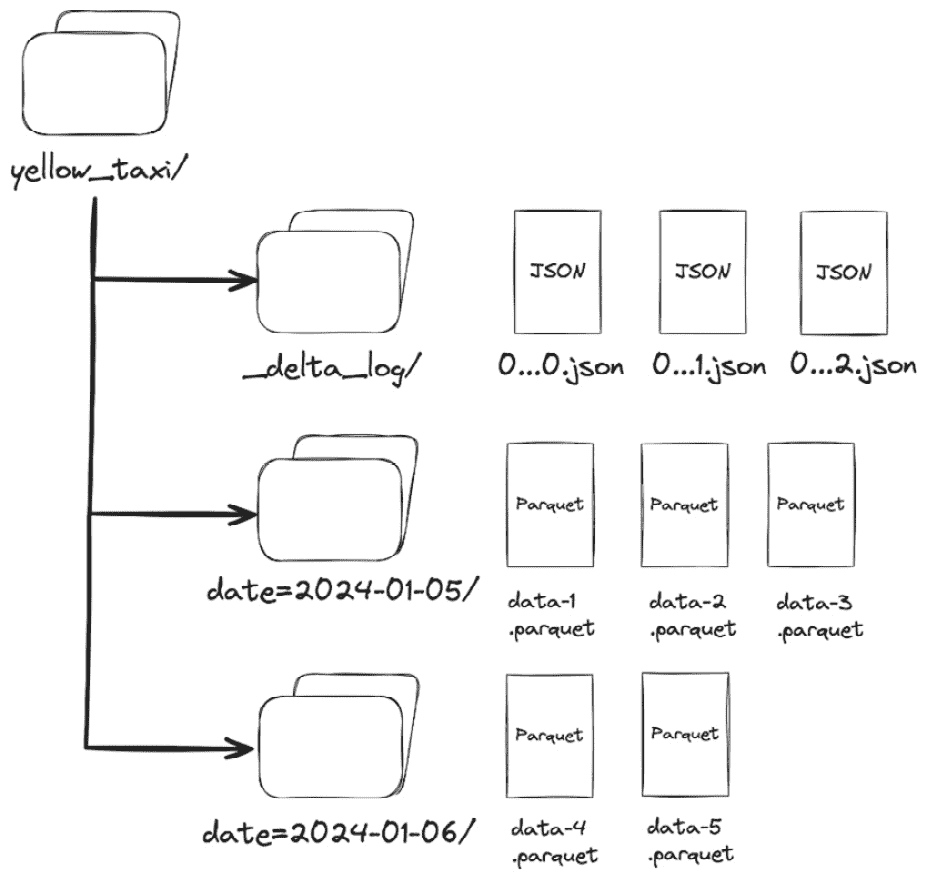 yellow_taxi/
JSON JSON JSON
_delta_log/ 0...0.json 0...1.json 0...2.json
Parquet Parquet Parquet
date=2024-01-05/
data-1 data-2 data-3
.parquet .parquet .parquet
Parquet Parquet
date=2024-01-06/
data-4 data-5
.parquet .parquet